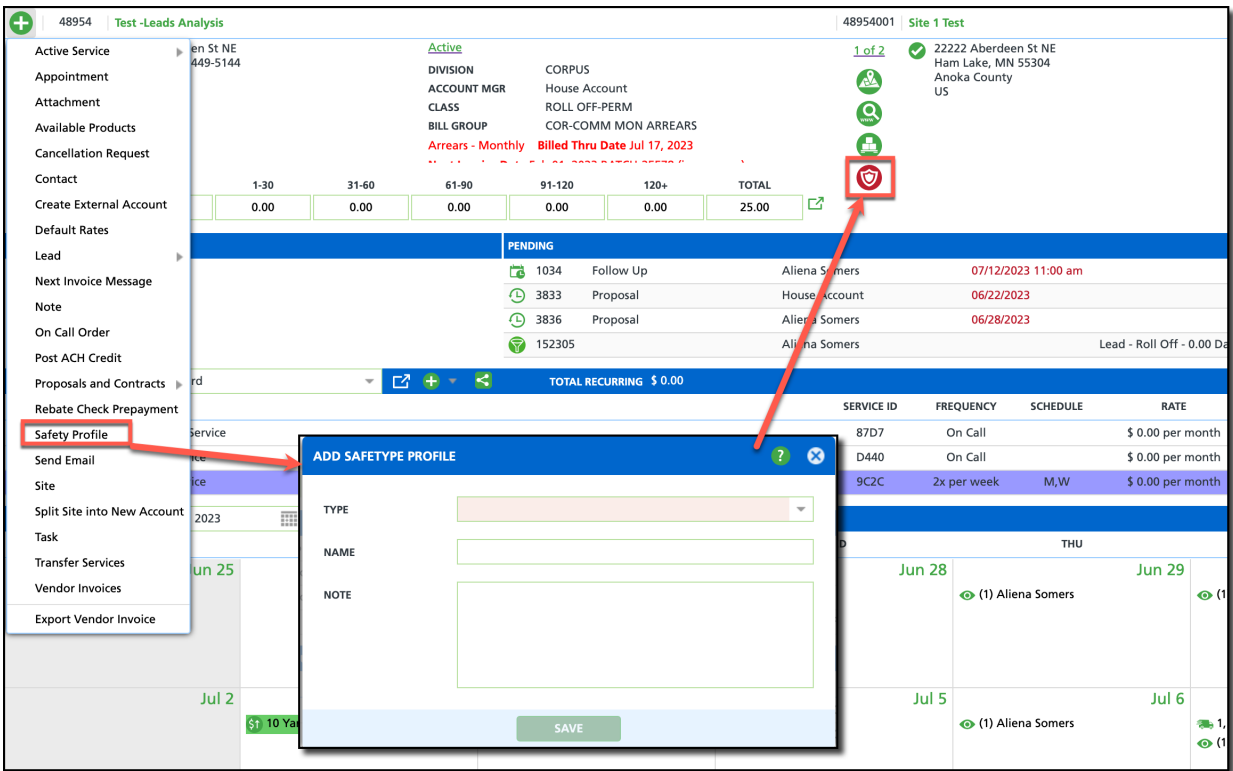 48954 Test -Leads Analysis 48954001 Site 1 Test
Active Service
Appointment
Attachment
Available Products
Cancellation Request
Contact
Create External Account
Default Rates
Lead
Next Invoice Message
Note
On Call Order
Post ACH Credit
Proposals and Contracts
Rebate Check Prepayment
Safety Profile
Send Email
Site
Split Site into New Account
Task
Transfer Services
Vendor Invoices
Export Vendor Invoice
en St NE
449-5144
Active
DIVISION CORPUS
ACCOUNT MGR House Account
CLASS ROLL OFF-PERM
BILL GROUP COR-COMM MON ARREARS
Arrears - Monthly Billed Thru Date Jul 17, 2023
1 of 2
22222 Aberdeen St NE
Ham Lake, MN 55304
Anoka County
US
WWW
1-30 31-60 61-90 91-120 120+ TOTAL
0.00 0.00 0.00 0.00 0.00 25.00
PENDING
1034 Follow Up Aliena Somers 07/12/2023 11:00 am
3833 Proposal House Account 06/22/2023
3836 Proposal Aliena Somers 06/28/2023
152305 Aliena Somers Lead - Roll Off - 0.00 Da
rd TOTAL RECURRING $ 0.00
SERVICE ID FREQUENCY SCHEDULE RATE
Service 87D7 On Call $ 0.00 per month
ice D440 On Call $ 0.00 per month
ice 9C2C 2x per week M,W $ 0.00 per month
2023
D THU
Jun 25 Jun 28 Jun 29
(1) Aliena Somers (1
Jul 2 Jul 5 Jul 6
10 Yar (1) Aliena Somers 1,
(1
ADD SAFETYPE PROFILE ?
TYPE
NAME
NOTE
SAVE